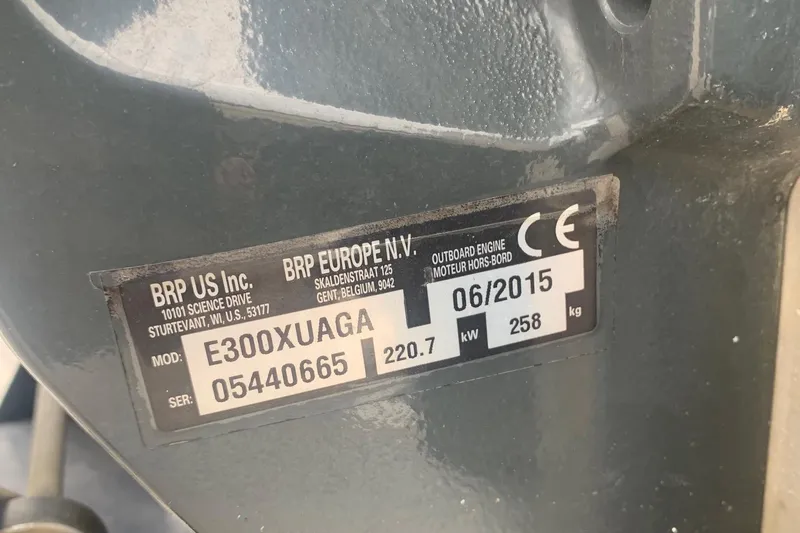 BRP US Inc.
10101 SCIENCE DRIVE
STURTEVANT, WI, U.S., 53177
BRP EUROPE N.V.
SKALDENSTRAAT 125
GENT, BELGIUM, 9042
OUTBOARD ENGINE
MOTEUR HORS-BORD
CE
MOD: E300XUAGA
06/2015
SER: 05440665
220.7 kW
258 kg